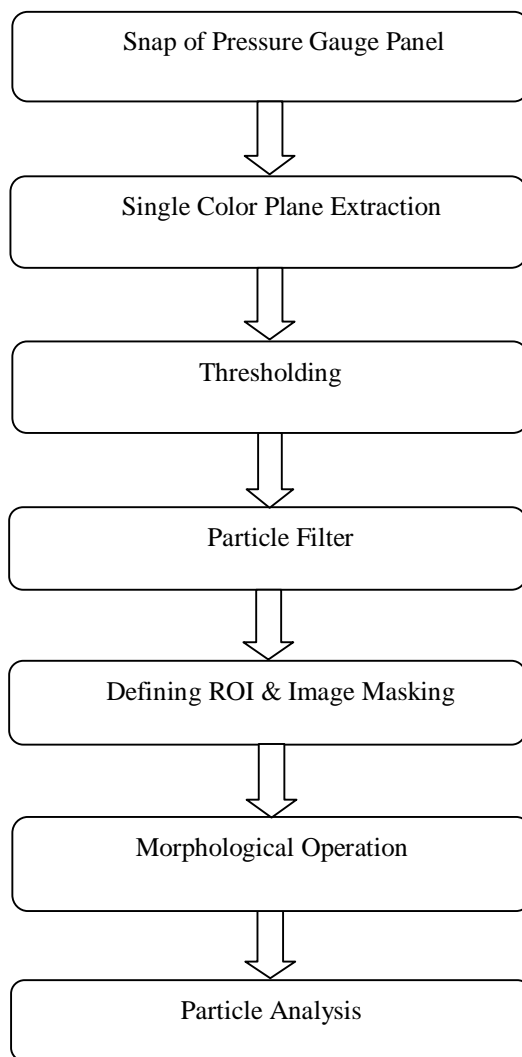 Snap of Pressure Gauge Panel
Single Color Plane Extraction
Thresholding
Particle Filter
Defining ROI & Image Masking
Morphological Operation
Particle Analysis